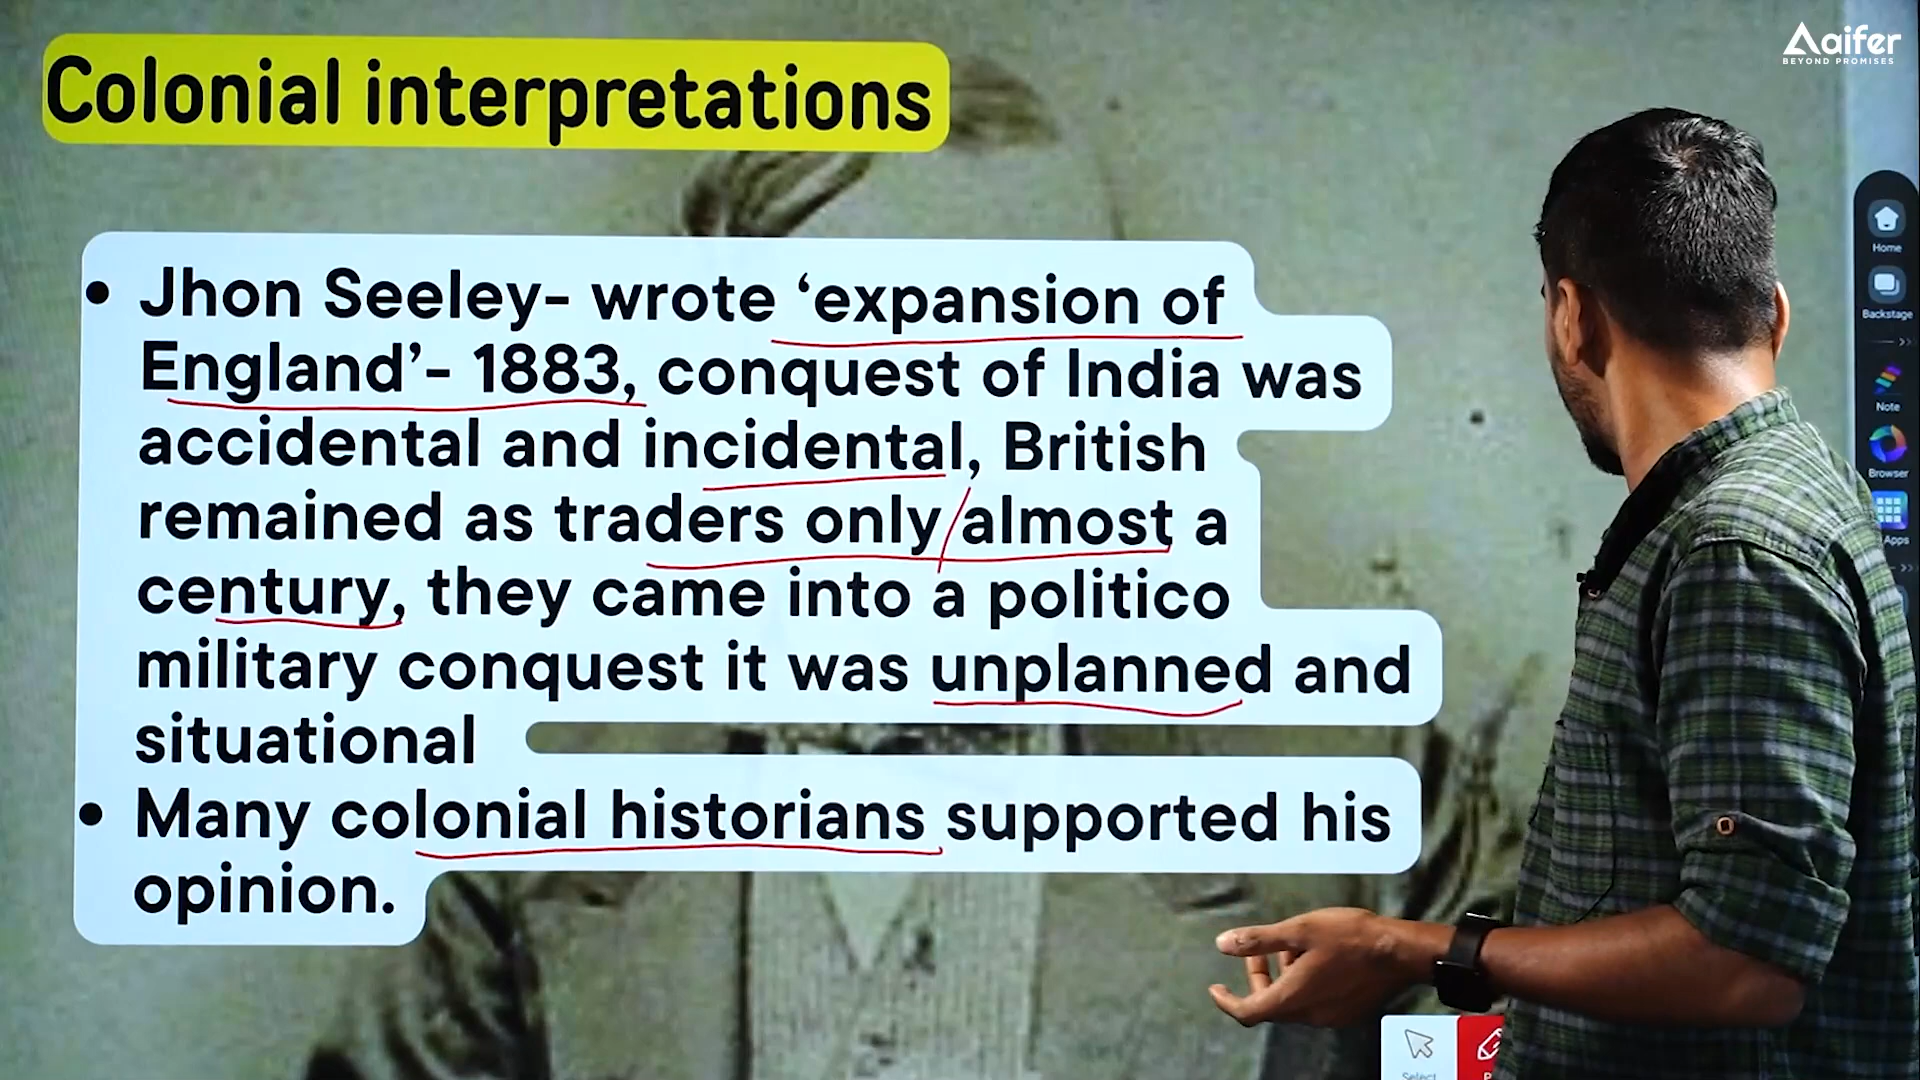 Aaifer
BEYOND PROMISES
Colonial interpretations
• Jhon Seeley- wrote ‘expansion of
England’- 1883, conquest of India was
accidental and incidental, British
remained as traders only/almost a
century, they came into a politico
military conquest it was unplanned and
situational
• Many colonial historians supported his
opinion.
Home
Backstage
Note
Browser
Apps
Select
P